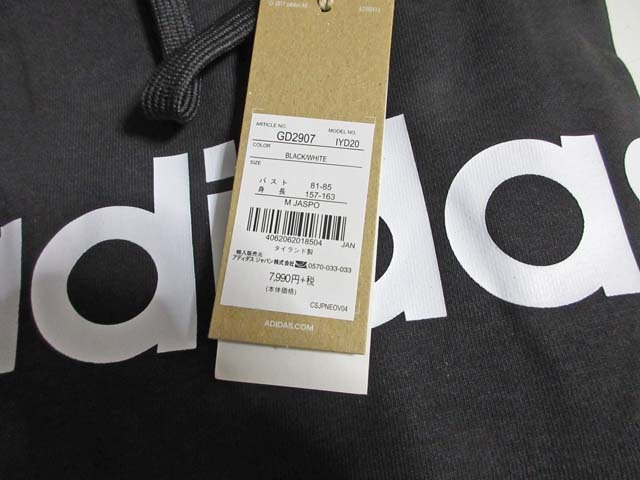 © 2017 adidas AG
ARTICLE NO. MODEL NO.
GD2907 IYD20
COLOR
BLACK/WHITE
SIZE
バスト 81-85
身長 157-163
M JASPO
4062062018504 JAN
タイランド製
輸入販売元
アディダス ジャパン株式会社 0570-033-033
7,990円+税
(本体価格)
CSJPNEOV04
ADIDAS.COM
adidas